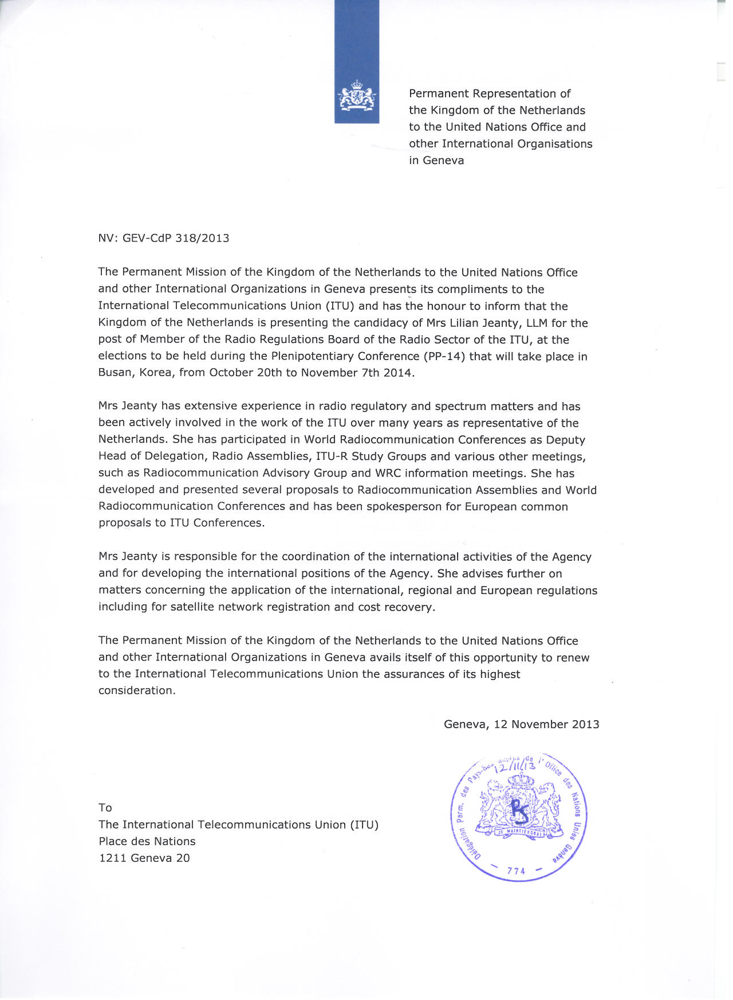 Permanent Representation of
the Kingdom of the Netherlands
to the United Nations Office and
other International Organisations
in Geneva
NV: GEV-CdP 318/2013
The Permanent Mission of the Kingdom of the Netherlands to the United Nations Office
and other International Organizations in Geneva presents its compliments to the
International Telecommunications Union (ITU) and has the honour to inform that the
Kingdom of the Netherlands is presenting the candidacy of Mrs Lilian Jeanty, LLM for the
post of Member of the Radio Regulations Board of the Radio Sector of the ITU, at the
elections to be held during the Plenipotentiary Conference (PP-14) that will take place in
Busan, Korea, from October 20th to November 7th 2014.
Mrs Jeanty has extensive experience in radio regulatory and spectrum matters and has
been actively involved in the work of the ITU over many years as representative of the
Netherlands. She has participated in World Radiocommunication Conferences as Deputy
Head of Delegation, Radio Assemblies, ITU-R Study Groups and various other meetings,
such as Radiocommunication Advisory Group and WRC information meetings. She has
developed and presented several proposals to Radiocommunication Assemblies and World
Radiocommunication Conferences and has been spokesperson for European common
proposals to ITU Conferences.
Mrs Jeanty is responsible for the coordination of the international activities of the Agency
and for developing the international positions of the Agency. She advises further on
matters concerning the application of the international, regional and European regulations
including for satellite network registration and cost recovery.
The Permanent Mission of the Kingdom of the Netherlands to the United Nations Office
and other International Organizations in Geneva avails itself of this opportunity to renew
to the International Telecommunications Union the assurances of its highest
consideration.
Geneva, 12 November 2013
Délégation Parm. des Pays-bas auprès de l' Office des Nations Unies Genève
12/11/13
JE MAINTIENDRAI
- 774 -
To
The International Telecommunications Union (ITU)
Place des Nations
1211 Geneva 20